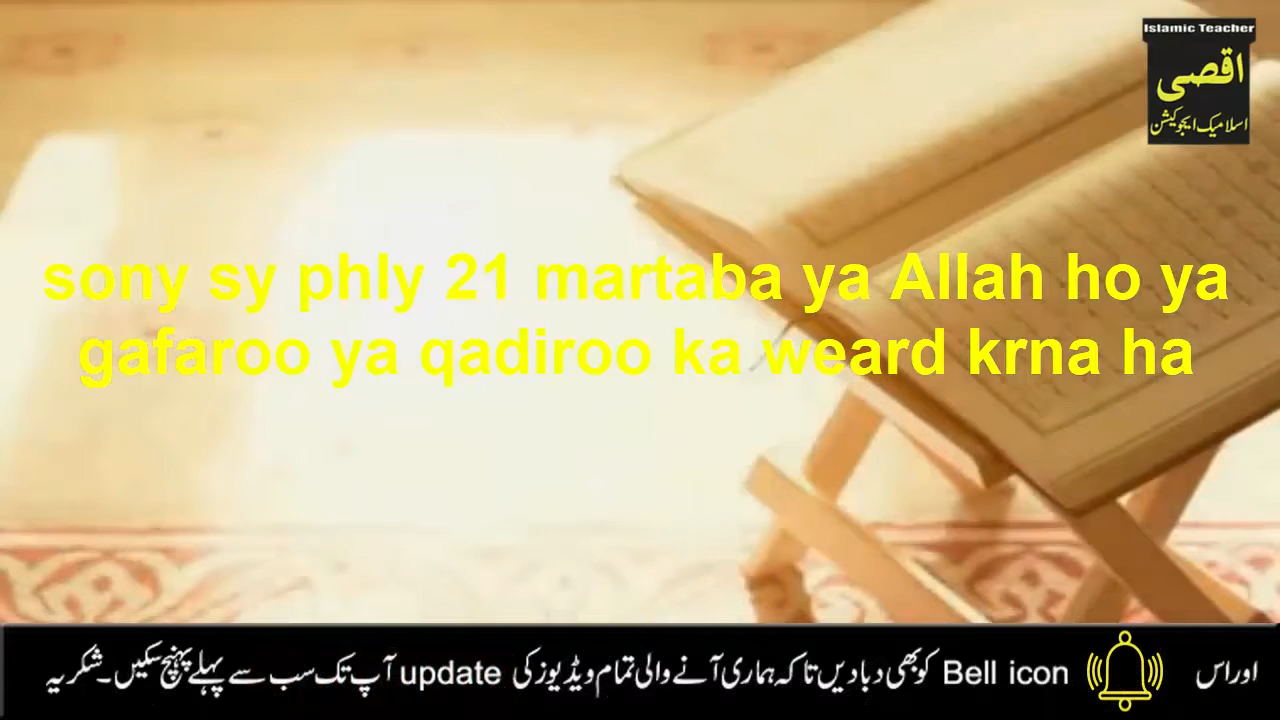 Islamic Teacher
اقصی
اسلامیک ایجوکیشن
sony sy phly 21 martaba ya Allah ho ya
gafaroo ya qadiroo ka weard krna ha
اور اس Bell icon کو بھی دبا دیں تا کہ ہماری آنے والی تمام ویڈیوز کی update آپ تک سب سے پہلے پہنچ سکیں۔ شکریہ